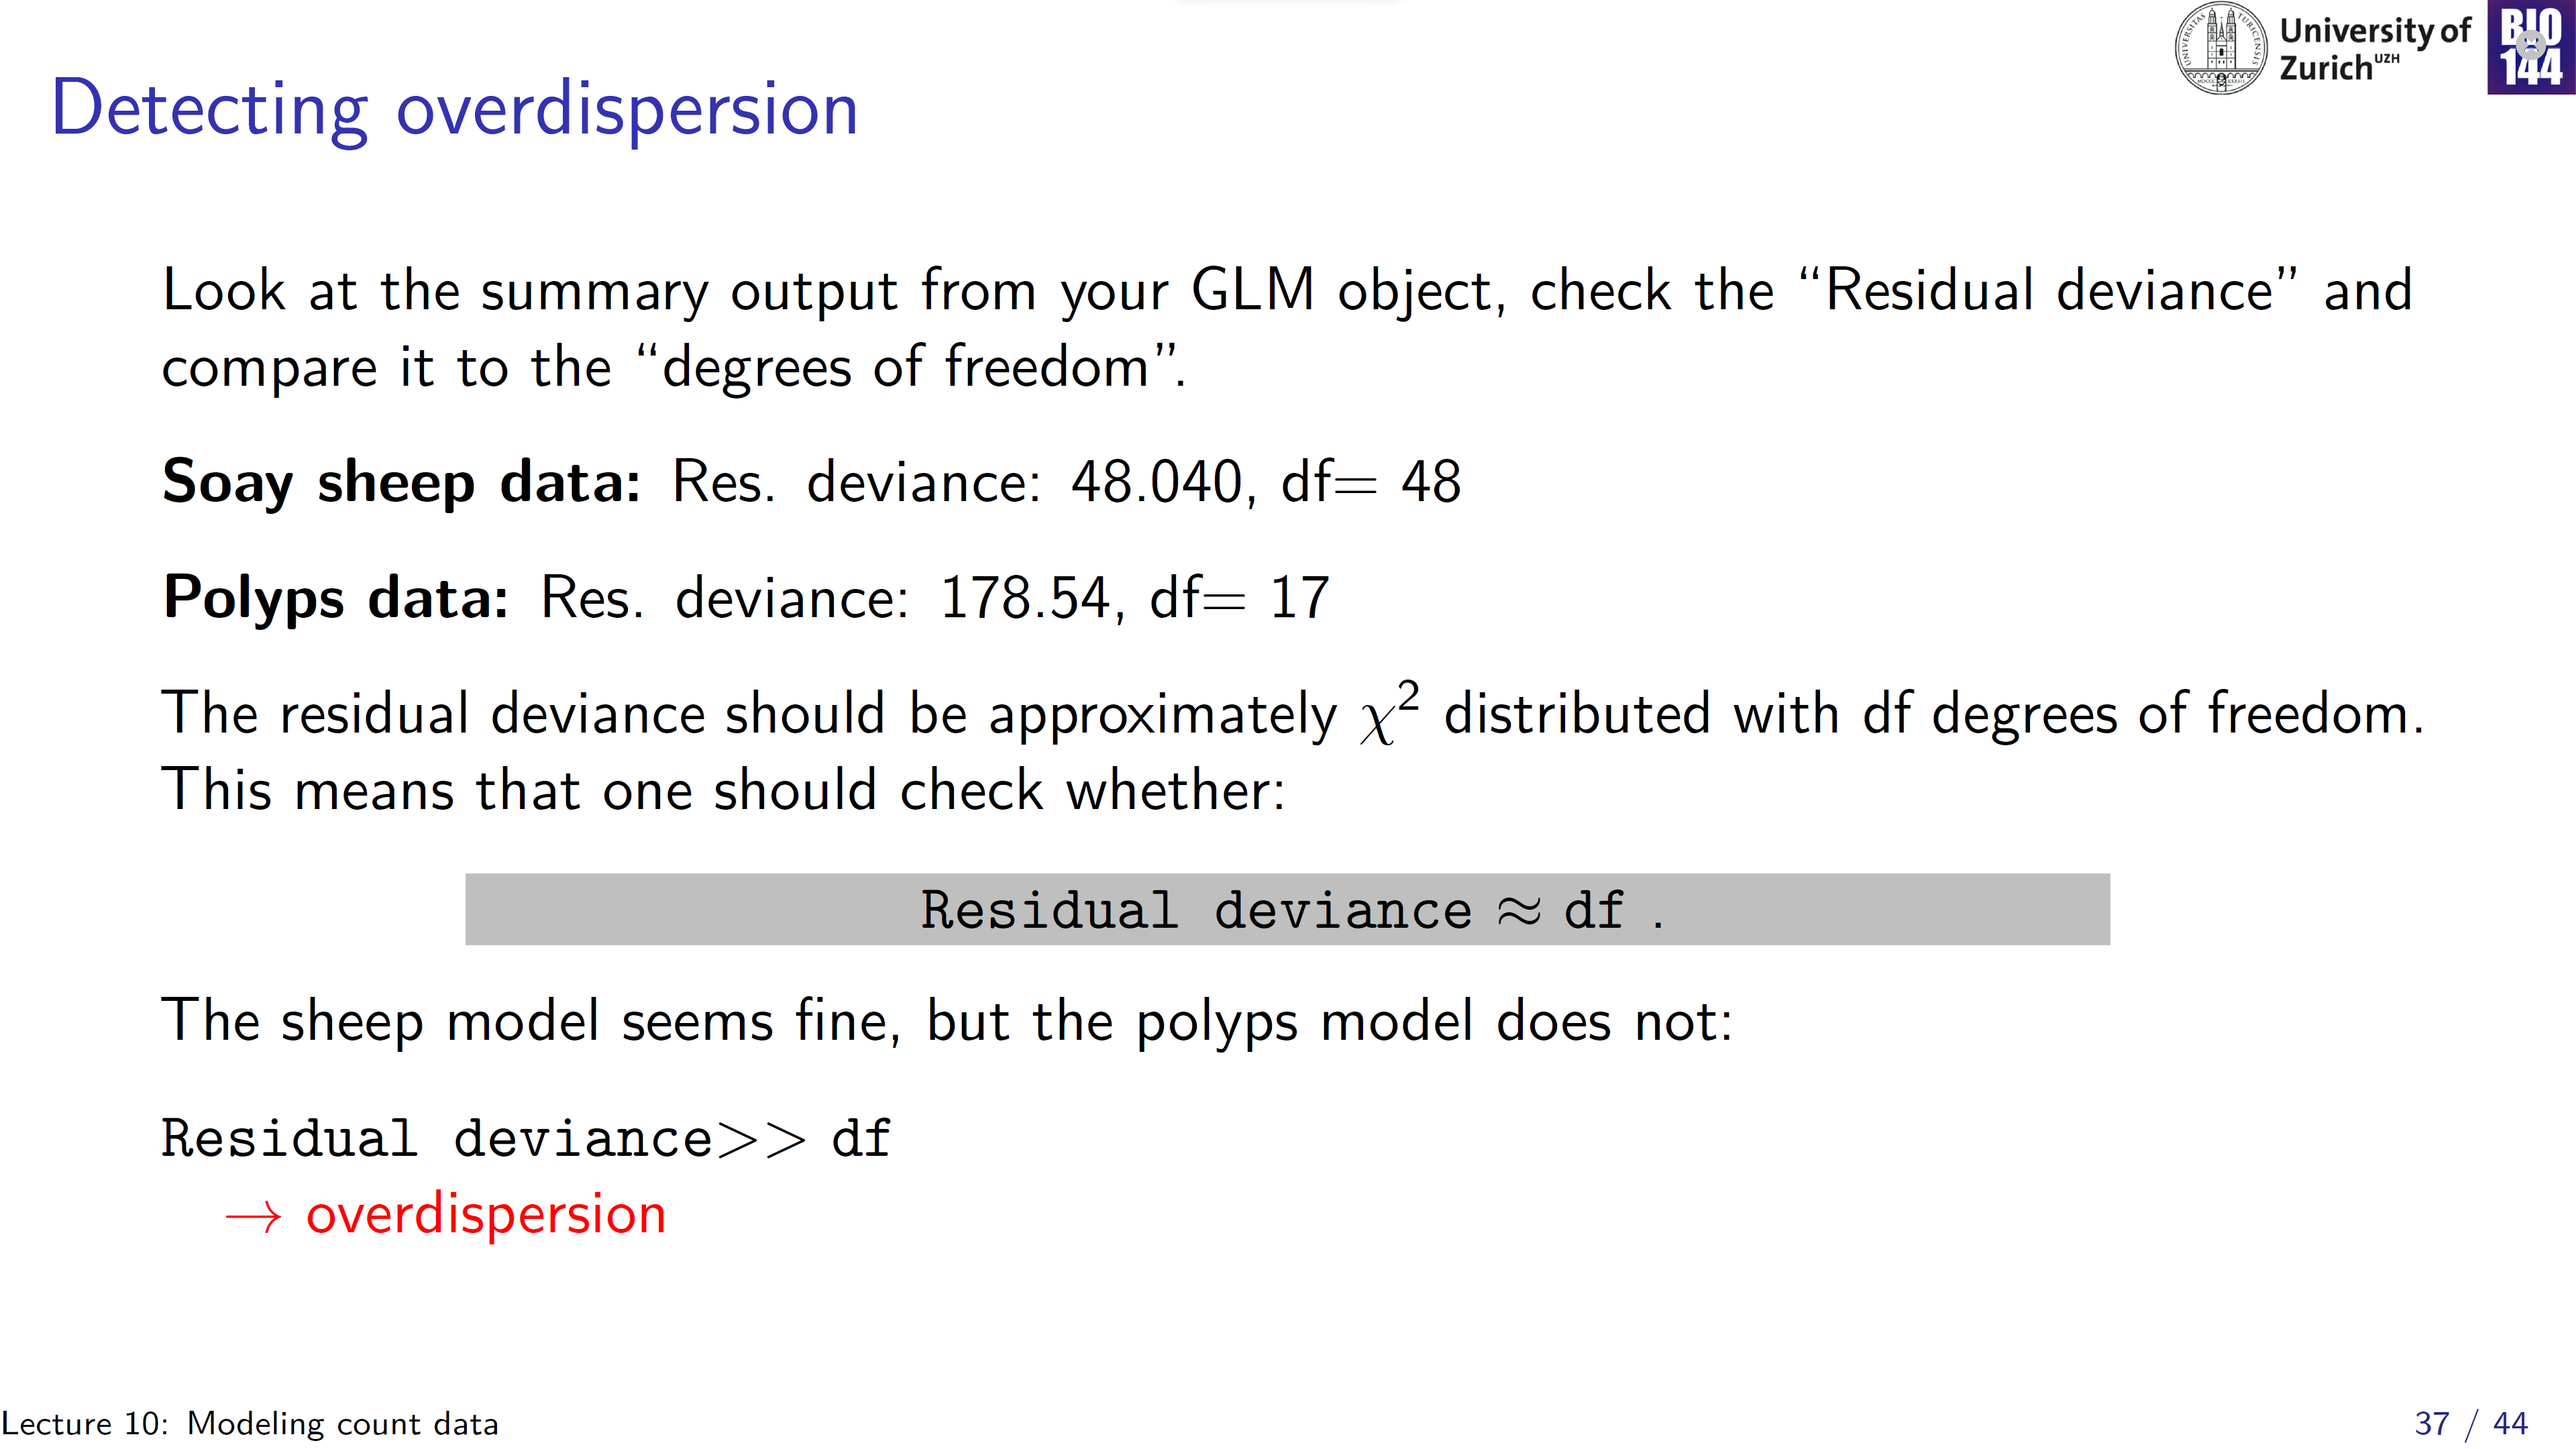 University of
Zurich UZH
BIO
144
Detecting overdispersion
Look at the summary output from your GLM object, check the “Residual deviance” and
compare it to the “degrees of freedom”.
Soay sheep data: Res. deviance: 48.040, df= 48
Polyps data: Res. deviance: 178.54, df= 17
The residual deviance should be approximately χ² distributed with df degrees of freedom.
This means that one should check whether:
Residual deviance ≈ df .
The sheep model seems fine, but the polyps model does not:
Residual deviance>> df
→ overdispersion
Lecture 10: Modeling count data
37 / 44